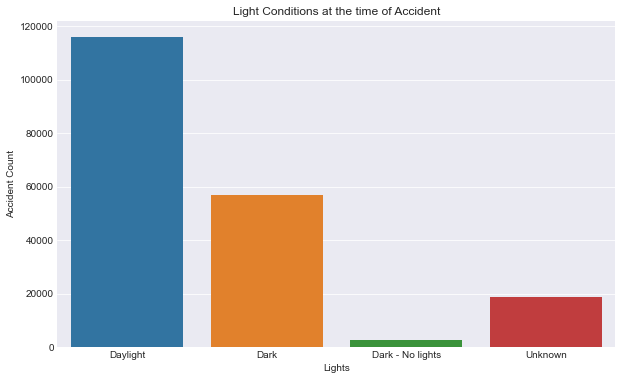 Light Conditions at the time of Accident
120000
100000
80000
60000
40000
20000
0
Accident Count
Daylight
Dark
Dark - No lights
Unknown
Lights